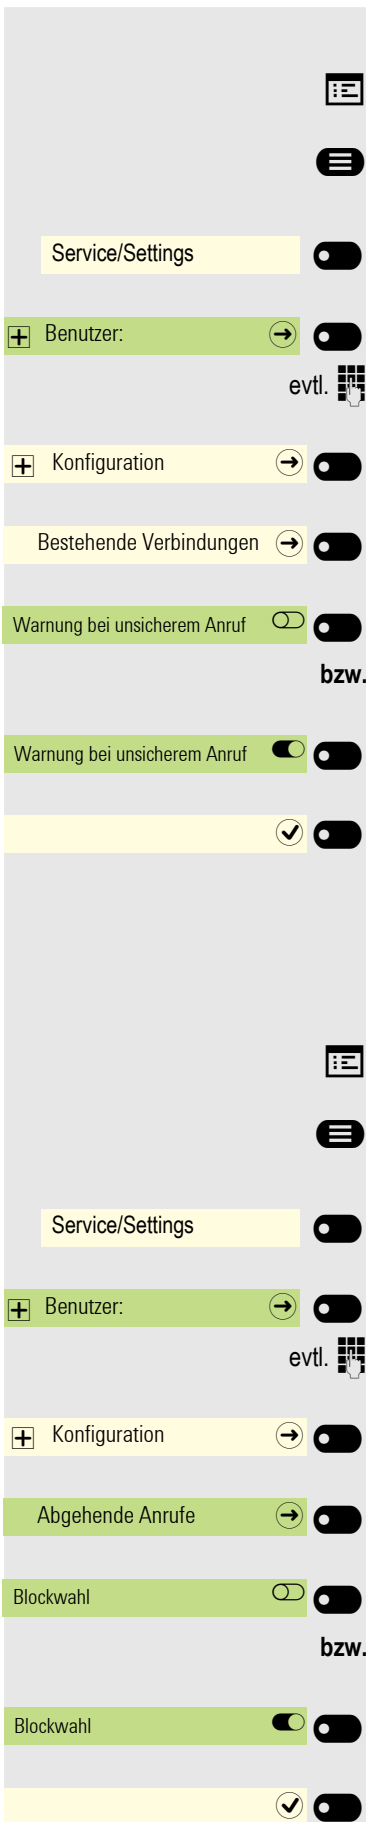 Service/Settings
Benutzer:
evtl.
Konfiguration
Bestehende Verbindungen
Warnung bei unsicherem Anruf
bzw.
Warnung bei unsicherem Anruf
Service/Settings
Benutzer:
evtl.
Konfiguration
Abgehende Anrufe
Blockwahl
bzw.
Blockwahl